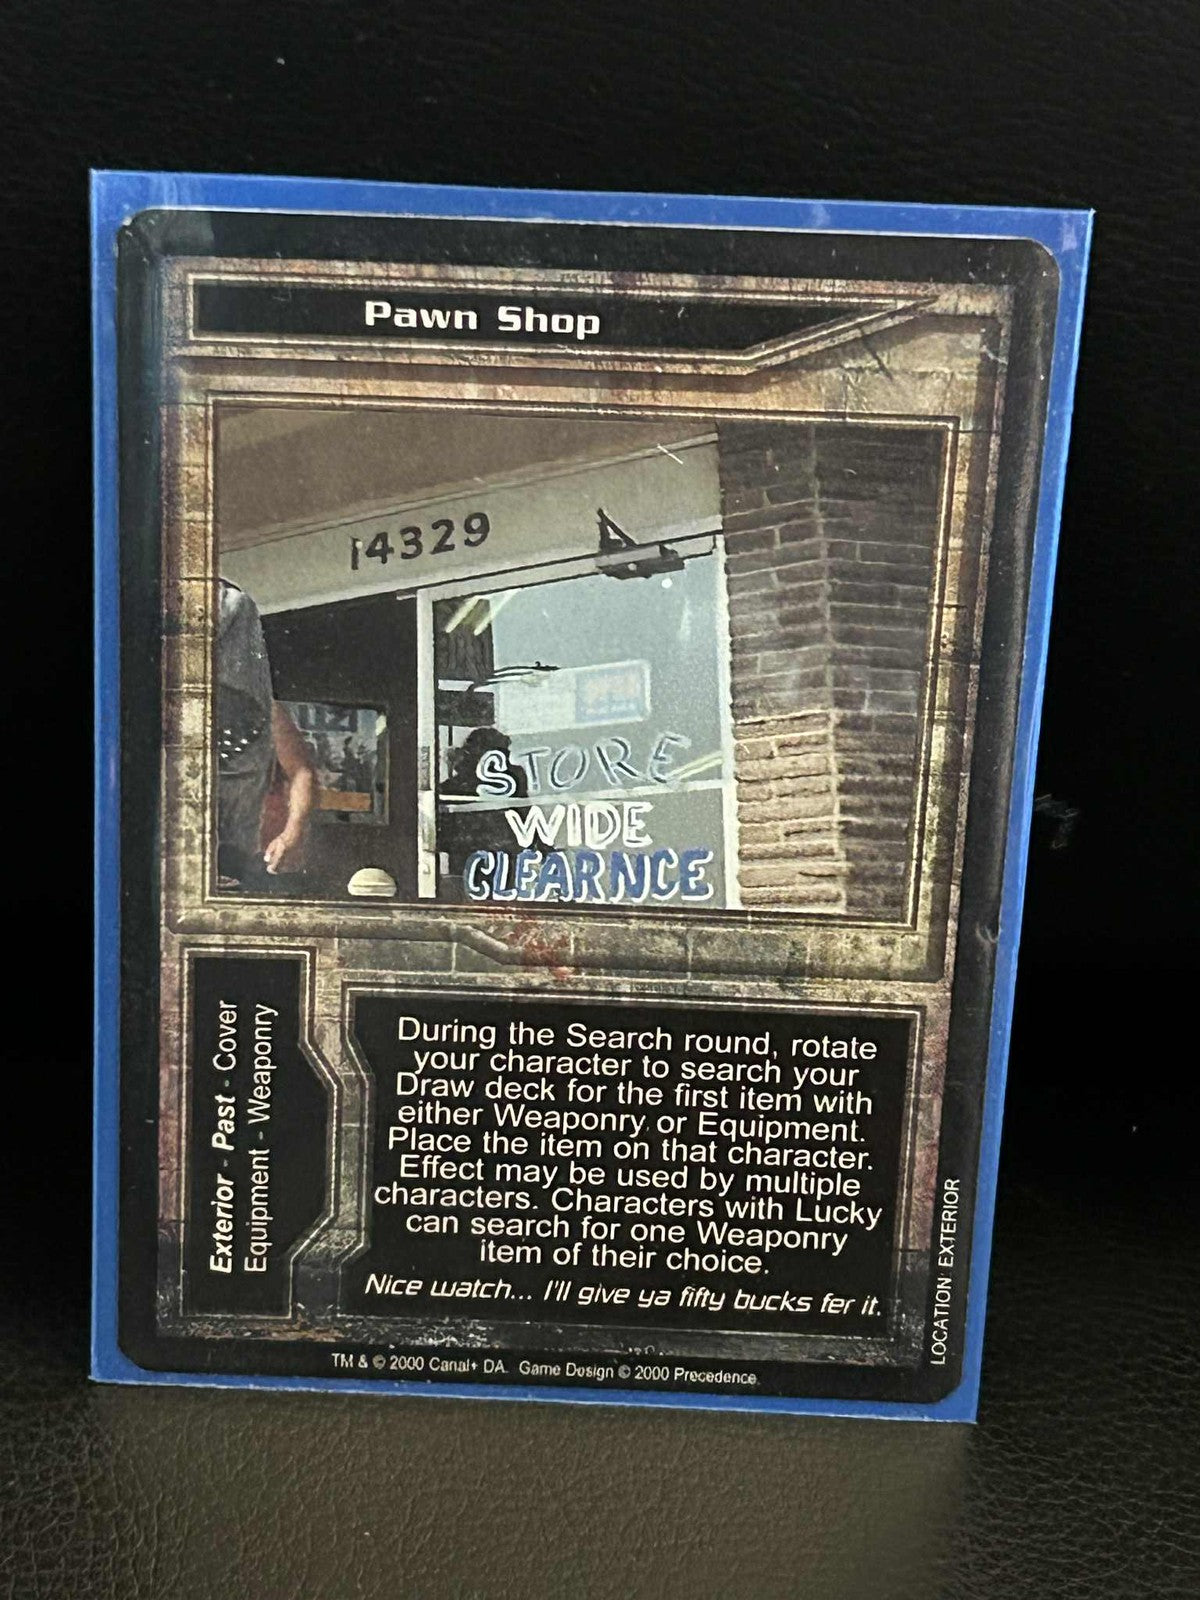 Pawn Shop
14329
STORE
WIDE
CLEARNCE
Exterior - Past - Cover
Equipment - Weaponry
During the Search round, rotate
your character to search your
Draw deck for the first item with
either Weaponry or Equipment.
Place the item on that character.
Effect may be used by multiple
characters. Characters with Lucky
can search for one Weaponry
item of their choice.
Nice watch... I'll give ya fifty bucks fer it.
LOCATION: EXTERIOR
TM & © 2000 Canal+ DA. Game Design © 2000 Precedence.